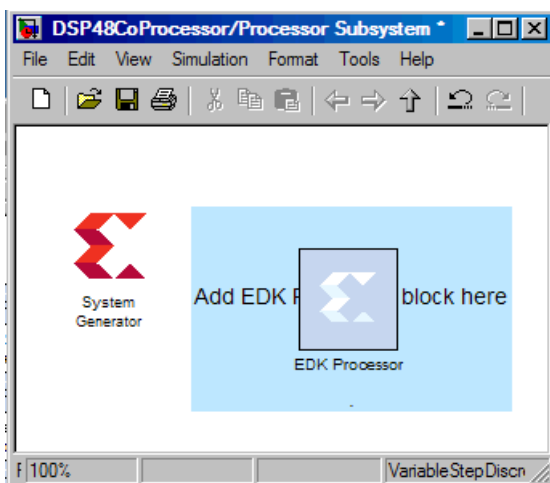 DSP48CoProcessor/Processor Subsystem *
File Edit View Simulation Format Tools Help
System
Generator
Add EDK P block here
EDK Processor
F 100% VariableStepDiscr